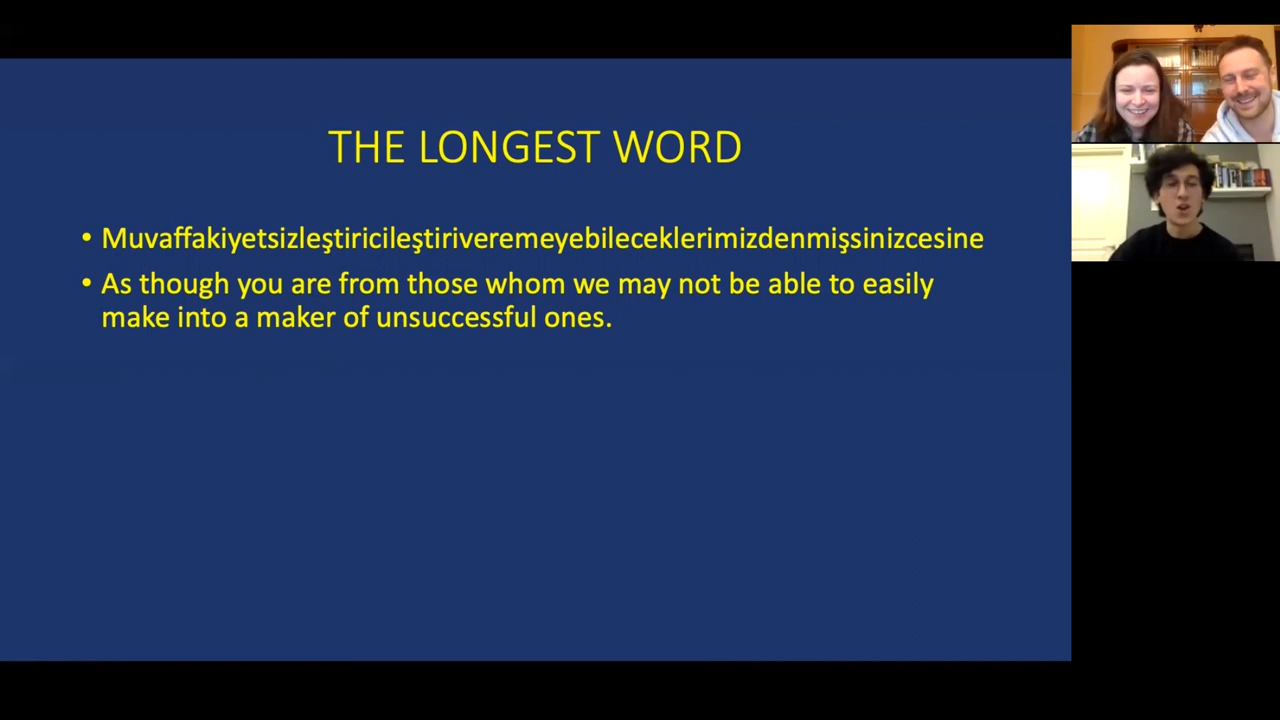 THE LONGEST WORD
• Muvaffakiyetsizleştiricileştiriveremeyebileceklerimizdenmişsinizcesine
• As though you are from those whom we may not be able to easily
make into a maker of unsuccessful ones.